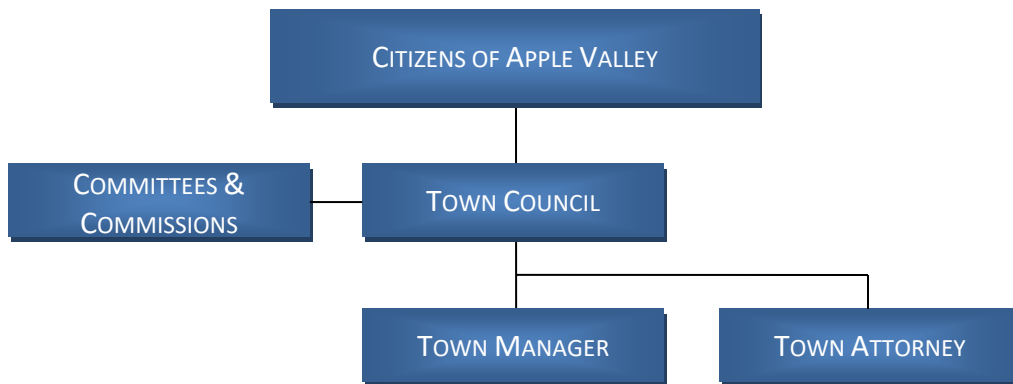 CITIZENS OF APPLE VALLEY
COMMITTEES &
COMMISSIONS
TOWN COUNCIL
TOWN MANAGER
TOWN ATTORNEY